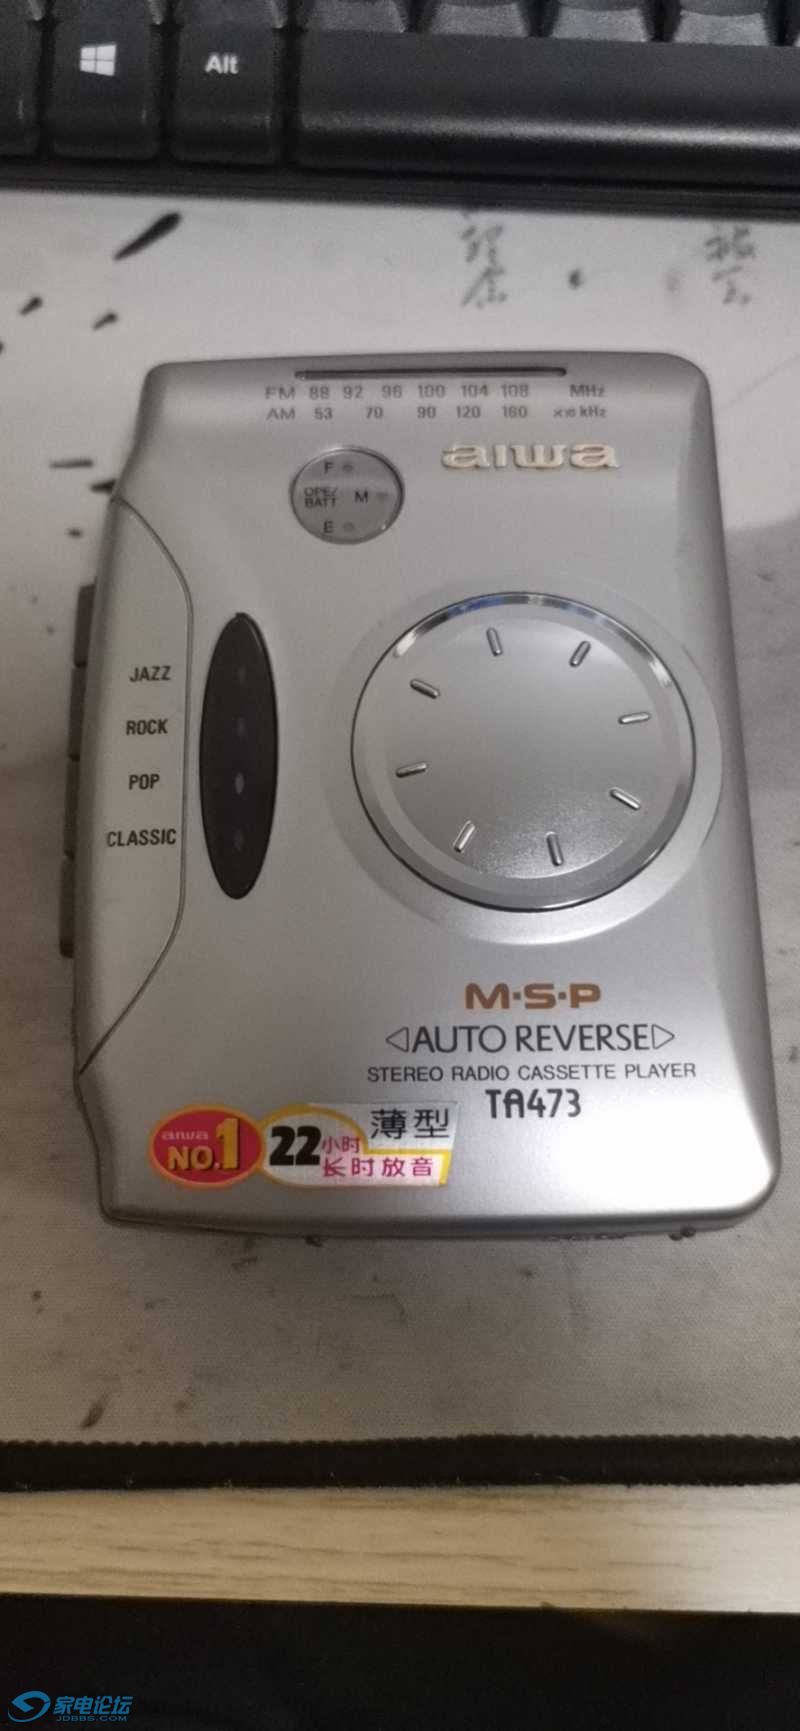 Alt
FM 88 92 96 100 104 108 MHz
AM 53 70 90 120 160 x10 kHz
aiwa
F
OPE/
BATT M
E
JAZZ
ROCK
POP
CLASSIC
M·S·P
AUTO REVERSE
STEREO RADIO CASSETTE PLAYER
TA473
aiwa
NO.1
22小时
薄型
长时放音
家电论坛
JDBBS.COM